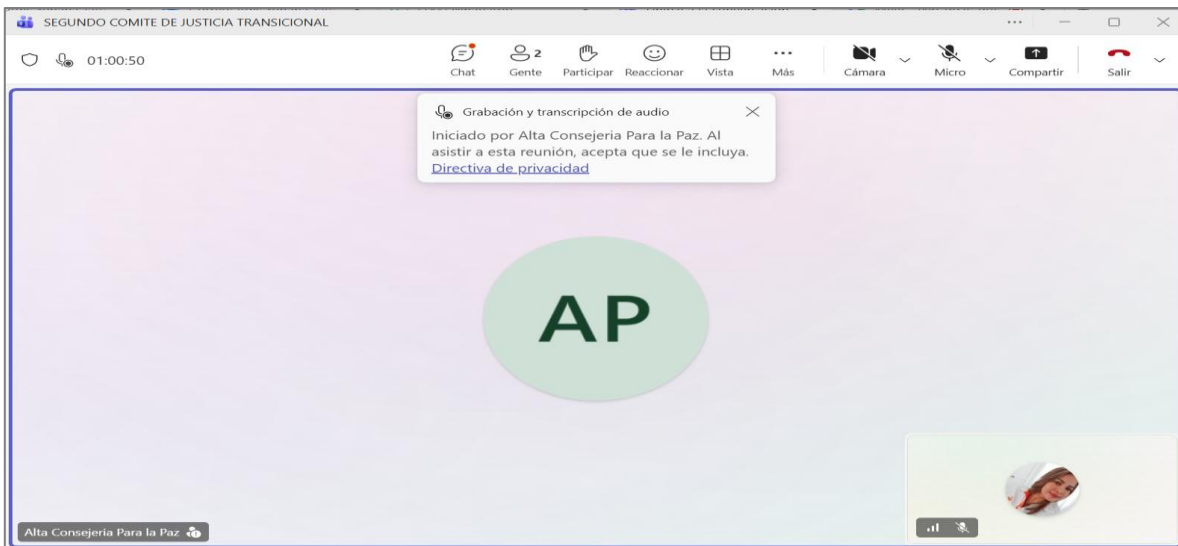 SEGUNDO COMITE DE JUSTICIA TRANSICIONAL
01:00:50
Chat
2
Gente
Participar
Reaccionar
Vista
Más
Cámara
Micro
Compartir
Salir
Grabación y transcripción de audio
Iniciado por Alta Consejeria Para la Paz. Al
asistir a esta reunión, acepta que se le incluya.
Directiva de privacidad
AP
Alta Consejeria Para la Paz